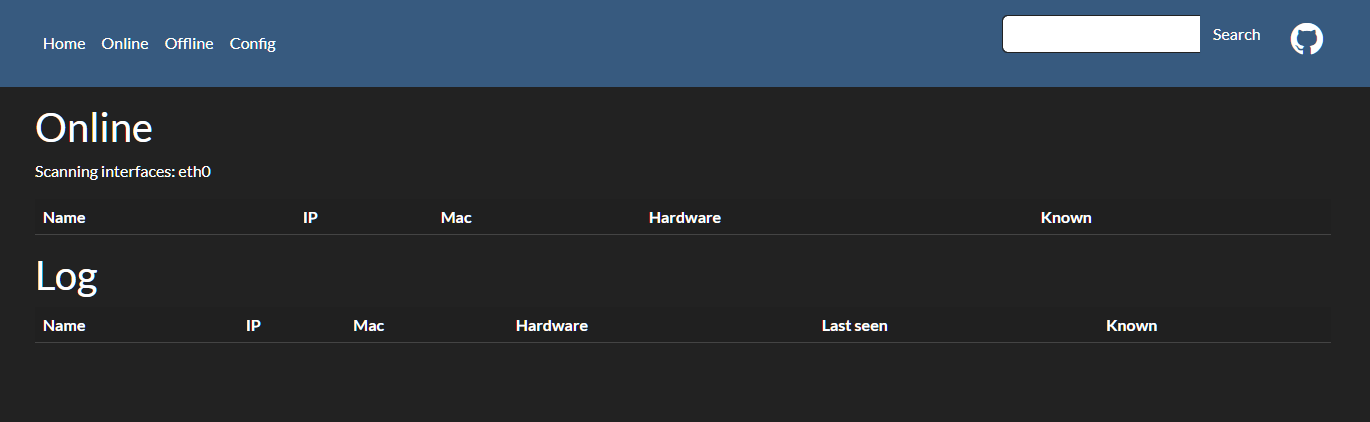 Home Online Offline Config Search
Online
Scanning interfaces: eth0
Name IP Mac Hardware Known
Log
Name IP Mac Hardware Last seen Known